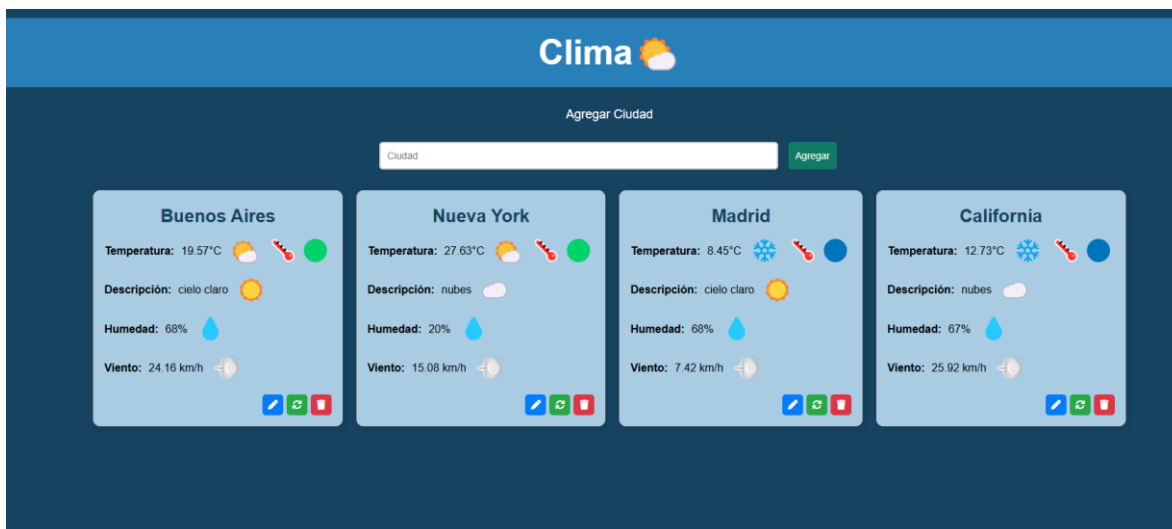 Clima
Agregar Ciudad
Ciudad
Agregar
Buenos Aires
Temperatura: 19.57°C
Descripción: cielo claro
Humedad: 68%
Viento: 24.16 km/h
Nueva York
Temperatura: 27.63°C
Descripción: nubes
Humedad: 20%
Viento: 15.08 km/h
Madrid
Temperatura: 8.45°C
Descripción: cielo claro
Humedad: 68%
Viento: 7.42 km/h
California
Temperatura: 12.73°C
Descripción: nubes
Humedad: 67%
Viento: 25.92 km/h